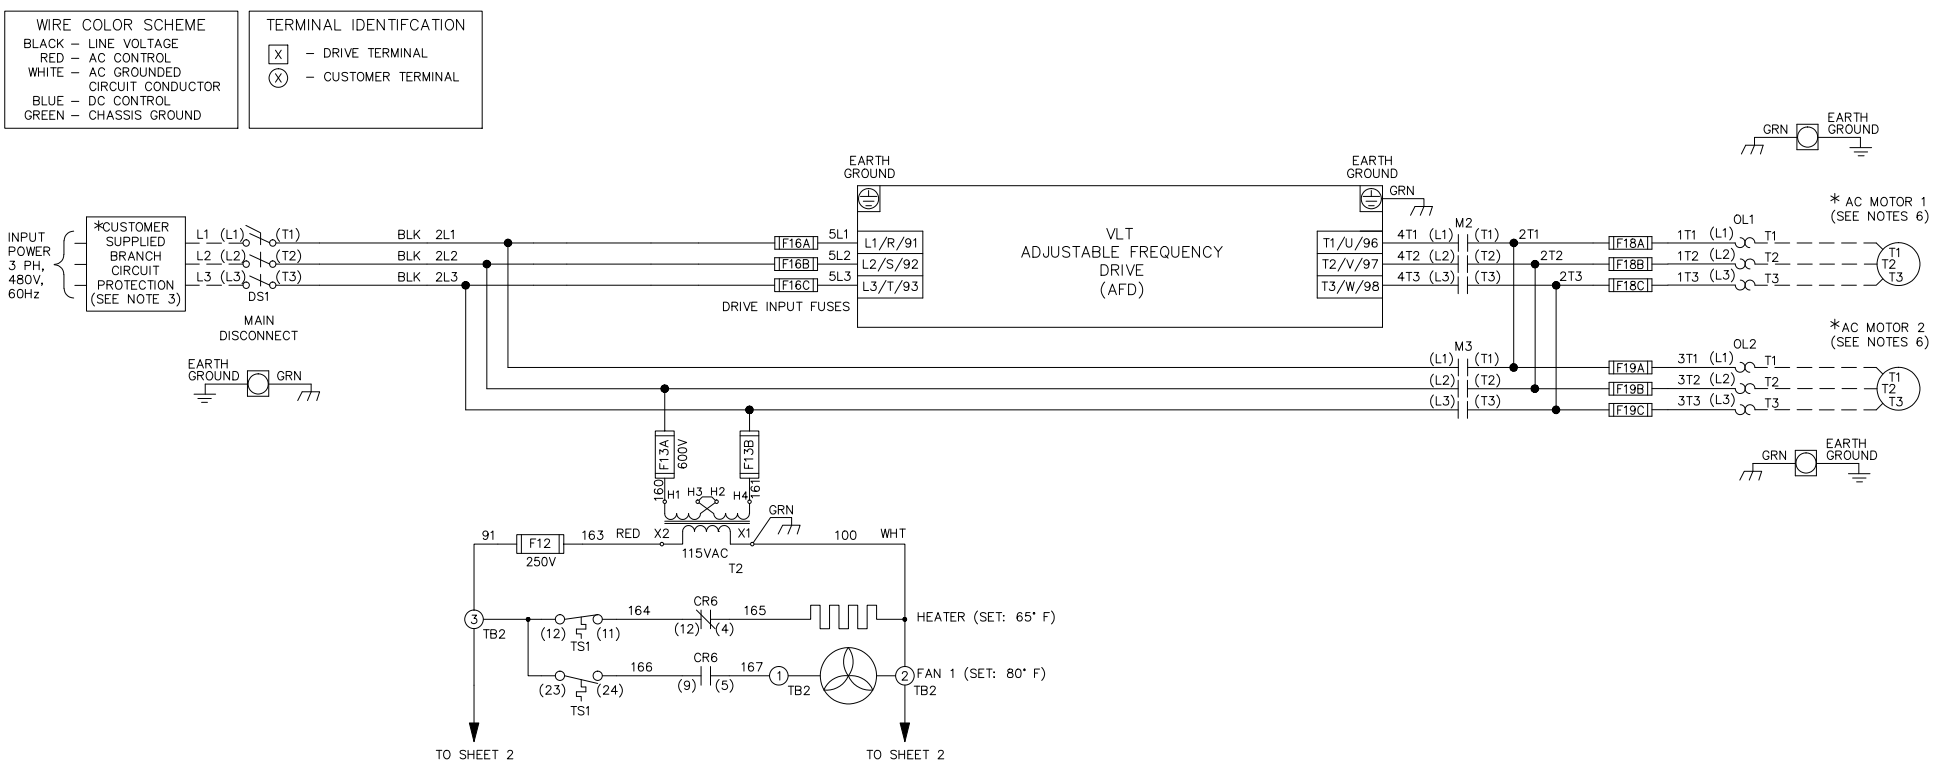 WIRE COLOR SCHEME
BLACK – LINE VOLTAGE
RED – AC CONTROL
WHITE – AC GROUNDED
CIRCUIT CONDUCTOR
BLUE – DC CONTROL
GREEN – CHASSIS GROUND
TERMINAL IDENTIFCATION
X – DRIVE TERMINAL
X – CUSTOMER TERMINAL
GRN
EARTH
GROUND
EARTH
GROUND
EARTH
GROUND
GRN
INPUT
POWER
3 PH,
480V,
60Hz
*CUSTOMER
SUPPLIED
BRANCH
CIRCUIT
PROTECTION
(SEE NOTE 3)
L1 (L1) (T1) BLK 2L1 F16A 5L1 L1/R/91
L2 (L2) (T2) BLK 2L2 F16B 5L2 L2/S/92
L3 (L3) (T3) BLK 2L3 F16C 5L3 L3/T/93
DS1
MAIN
DISCONNECT
DRIVE INPUT FUSES
VLT
ADJUSTABLE FREQUENCY
DRIVE
(AFD)
M2
T1/U/96 4T1 (L1) (T1) 2T1 F18A 1T1 (L1) T1
T2/V/97 4T2 (L2) (T2) 2T2 F18B 1T2 (L2) T2
T3/W/98 4T3 (L3) (T3) 2T3 F18C 1T3 (L3) T3
OL1
* AC MOTOR 1
(SEE NOTES 6)
T1
T2
T3
EARTH
GROUND
GRN
M3
(L1) (T1) F19A 3T1 (L1) T1
(L2) (T2) F19B 3T2 (L2) T2
(L3) (T3) F19C 3T3 (L3) T3
OL2
*AC MOTOR 2
(SEE NOTES 6)
T1
T2
T3
GRN
EARTH
GROUND
F13A
600V
F13B
160
161
H1 H3 H2 H4
GRN
91 F12 163 RED X2 X1 100 WHT
250V
115VAC
T2
3
TB2
(12) (11)
TS1
164
CR6
(12) (4)
165
HEATER (SET: 65° F)
(23) (24)
TS1
166
CR6
(9) (5)
167
1
TB2
2
TB2
FAN 1 (SET: 80° F)
TO SHEET 2
TO SHEET 2